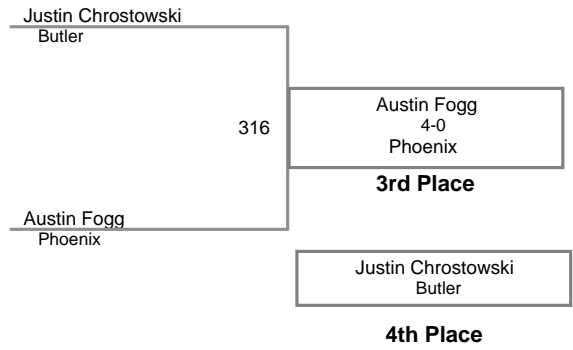 Justin Chrostowski
Butler
316
Austin Fogg
4-0
Phoenix
3rd Place
Austin Fogg
Phoenix
Justin Chrostowski
Butler
4th Place